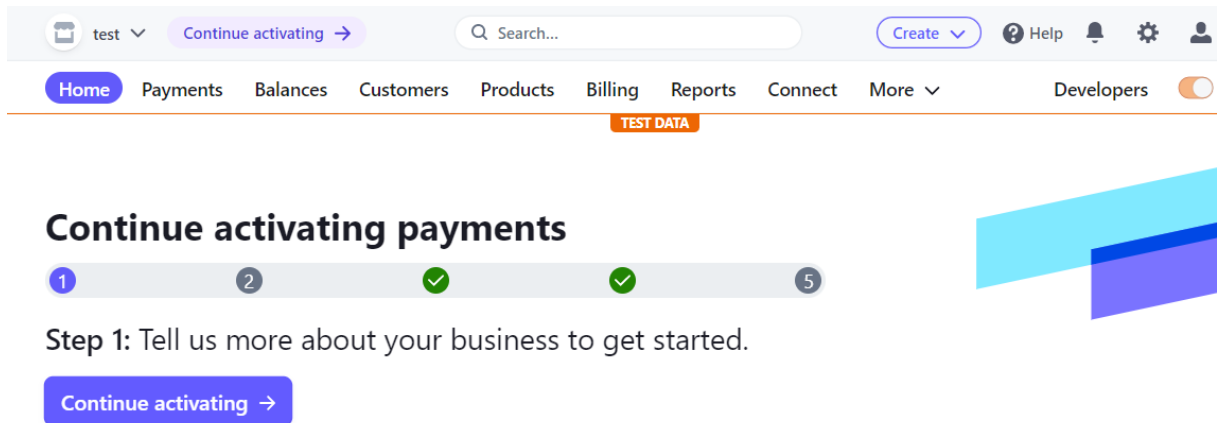 test Continue activating → Search... Create Help
Home Payments Balances Customers Products Billing Reports Connect More Developers
TEST DATA
Continue activating payments
1 2 5
Step 1: Tell us more about your business to get started.
Continue activating →